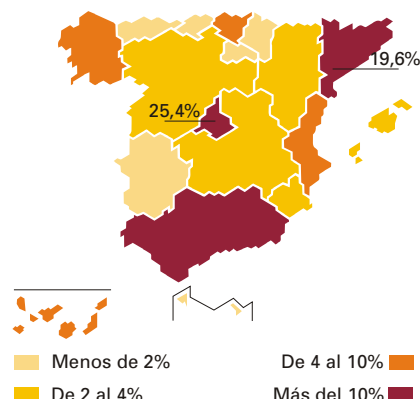 19,6%
25,4%
Menos de 2%
De 4 al 10%
De 2 al 4%
Más del 10%